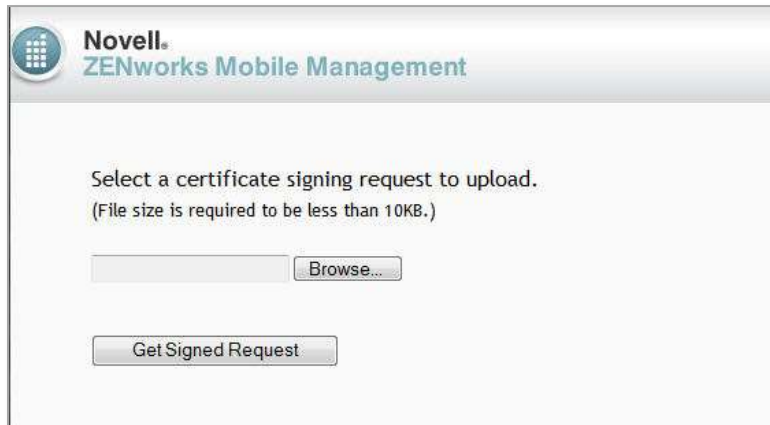 Novell®
ZENworks Mobile Management
Select a certificate signing request to upload.
(File size is required to be less than 10KB.)
Browse...
Get Signed Request